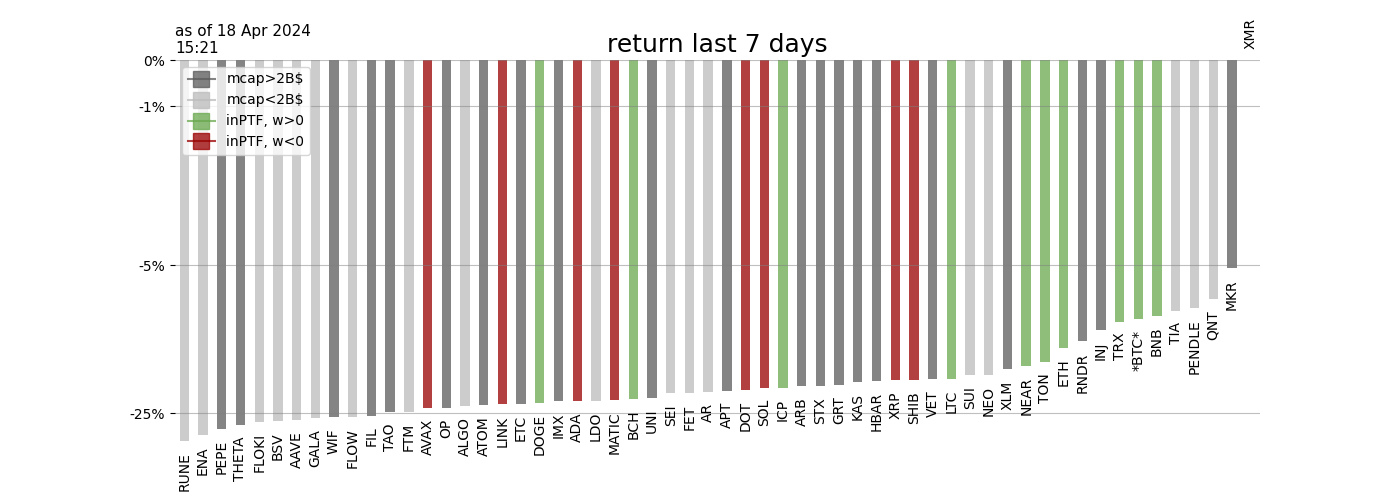 as of 18 Apr 2024
15:21
return last 7 days
XMR
0%
-1%
-5%
-25%
mcap>2B$
mcap<2B$
inPTF, w>0
inPTF, w<0
RUNE
ENA
PEPE
THETA
FLOKI
BSV
AAVE
GALA
WIF
FLOW
FIL
TAO
FTM
AVAX
OP
ALGO
ATOM
LINK
ETC
DOGE
IMX
ADA
LDO
MATIC
BCH
UNI
SEI
FET
AR
APT
DOT
SOL
ICP
ARB
STX
GRT
KAS
HBAR
XRP
SHIB
VET
LTC
SUI
NEO
XLM
NEAR
TON
ETH
RNDR
INJ
TRX
*BTC*
BNB
TIA
PENDLE
QNT
MKR